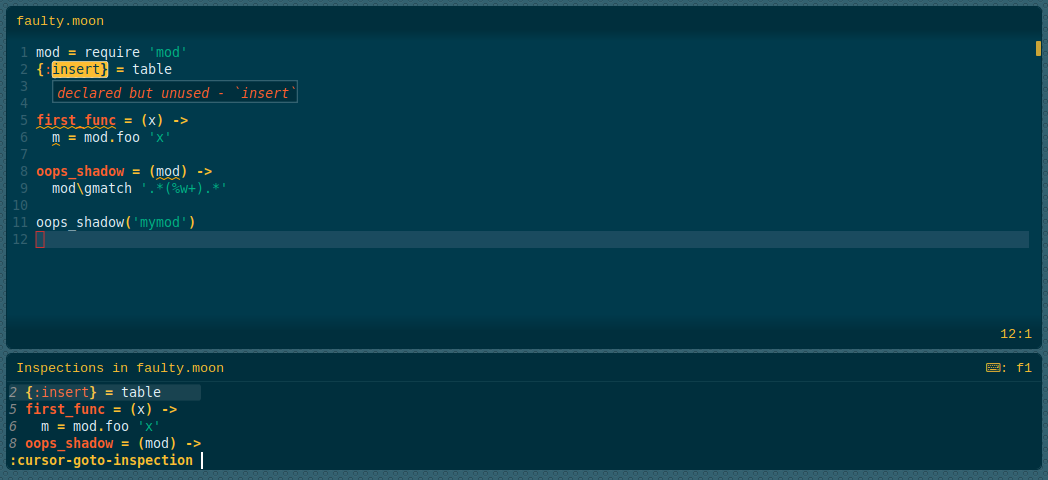 faulty.moon
1 mod = require 'mod'
2 {:insert} = table
3 declared but unused - `insert`
4
5 first_func = (x) ->
6   m = mod.foo 'x'
7
8 oops_shadow = (mod) ->
9   mod\gmatch '.*(%w+).*'
10
11 oops_shadow('mymod')
12
12:1
Inspections in faulty.moon ⌨: f1
2 {:insert} = table
5 first_func = (x) ->
6   m = mod.foo 'x'
8 oops_shadow = (mod) ->
:cursor-goto-inspection